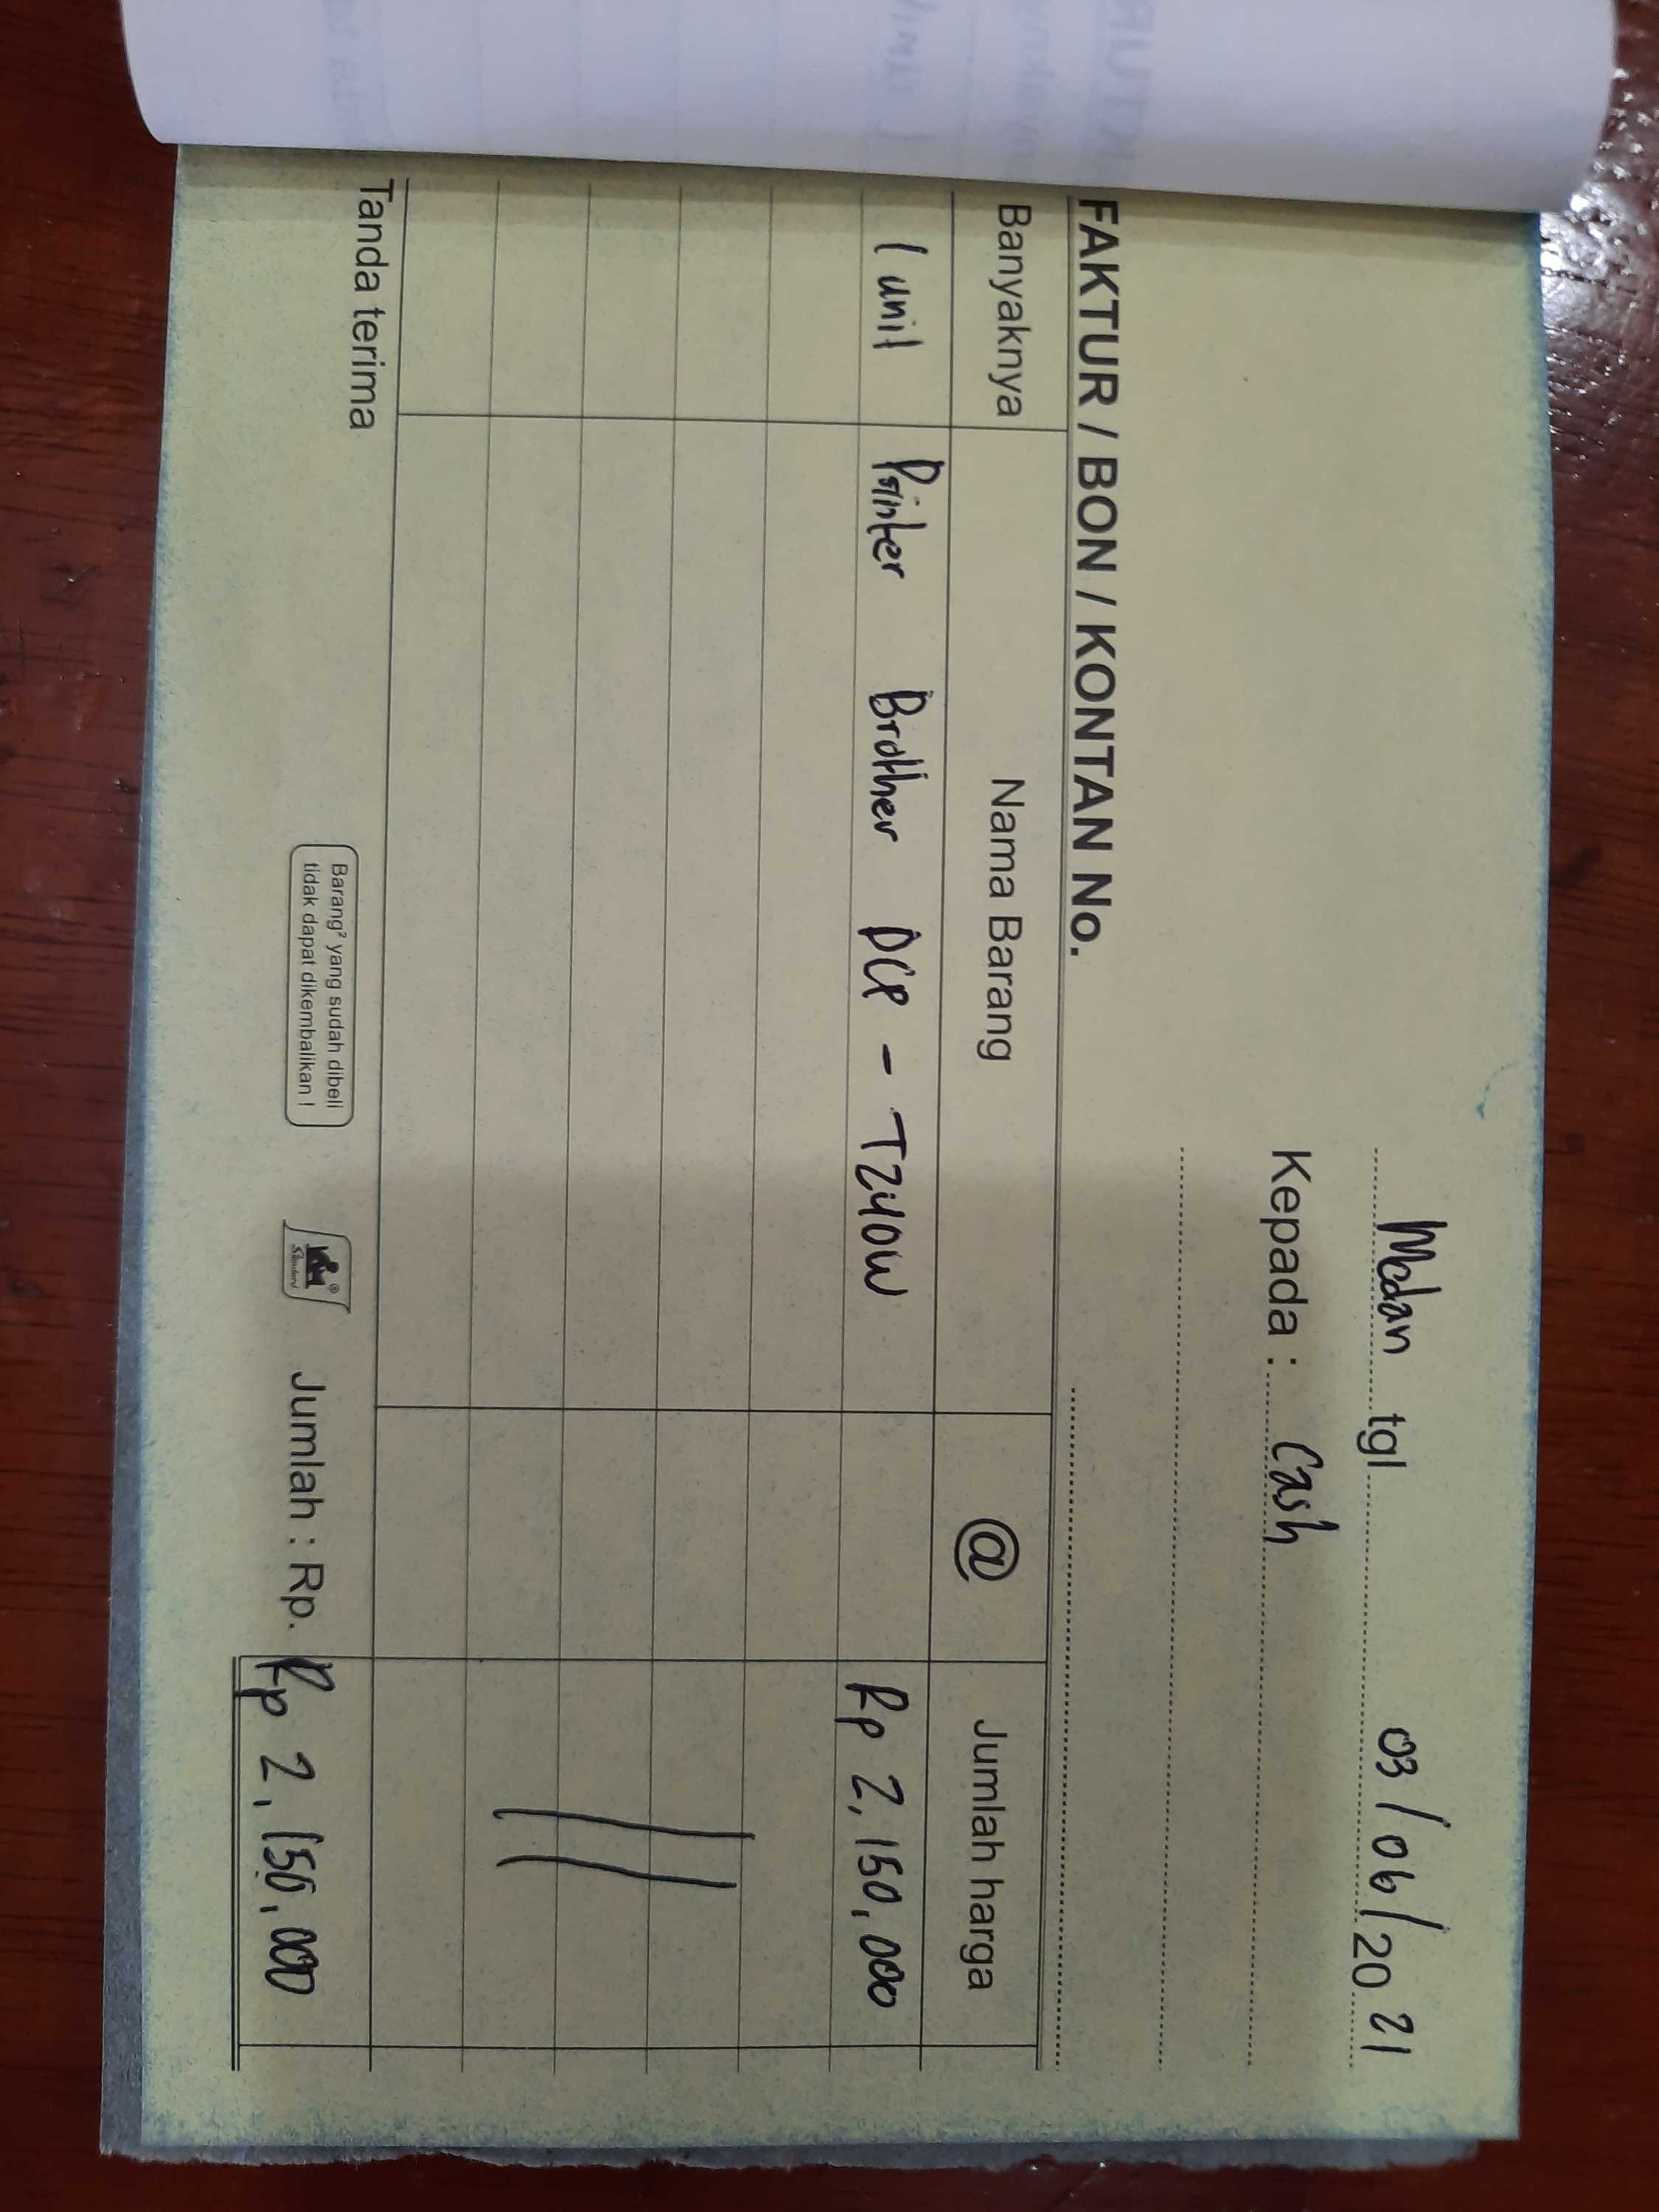 Medan tgl. 03/06/2021
Kepada : Cash
FAKTUR / BON / KONTAN No.
Banyaknya Nama Barang @ Jumlah harga
1 unit Printer Brother DCP - T240W Rp 2,150,000
Tanda terima
Barang² yang sudah dibeli
tidak dapat dikembalikan !
Jumlah : Rp. Rp 2,150,000